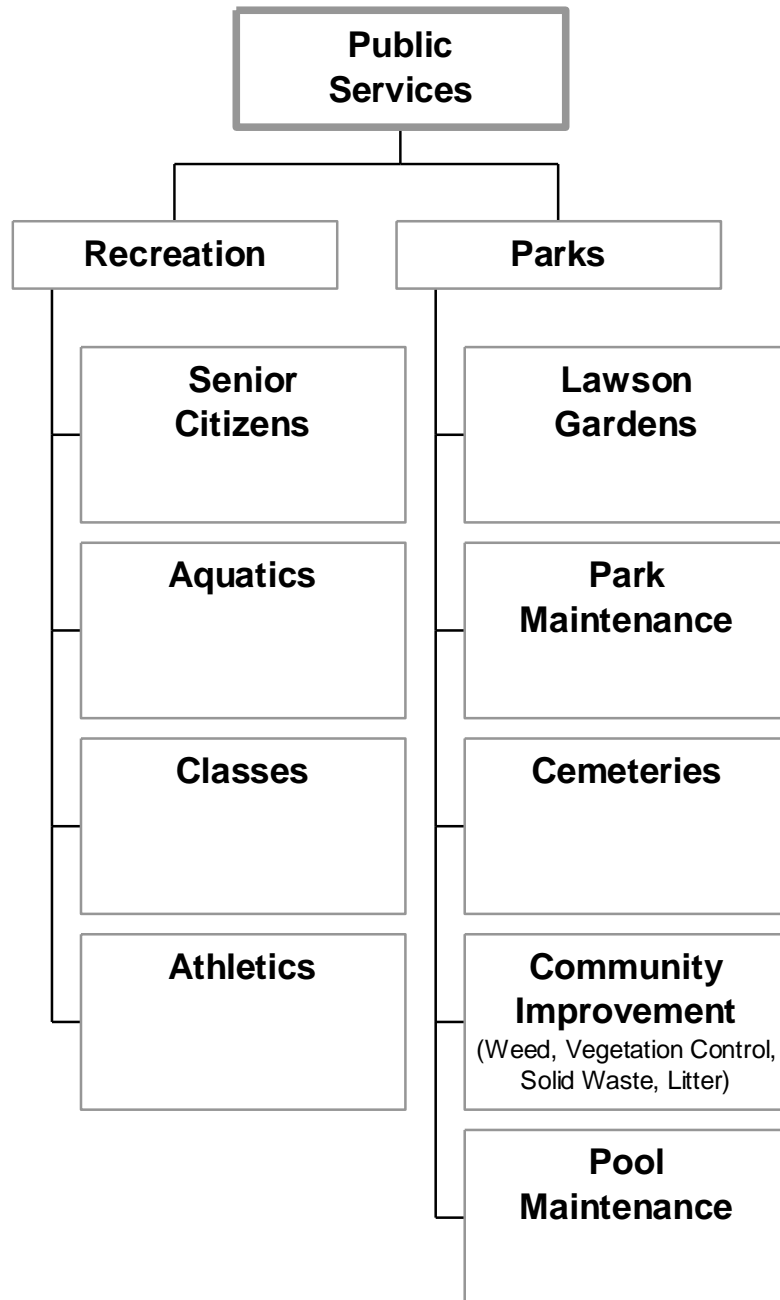 Public
Services
Recreation
Parks
Senior
Citizens
Lawson
Gardens
Aquatics
Park
Maintenance
Classes
Cemeteries
Athletics
Community
Improvement
(Weed, Vegetation Control,
Solid Waste, Litter)
Pool
Maintenance